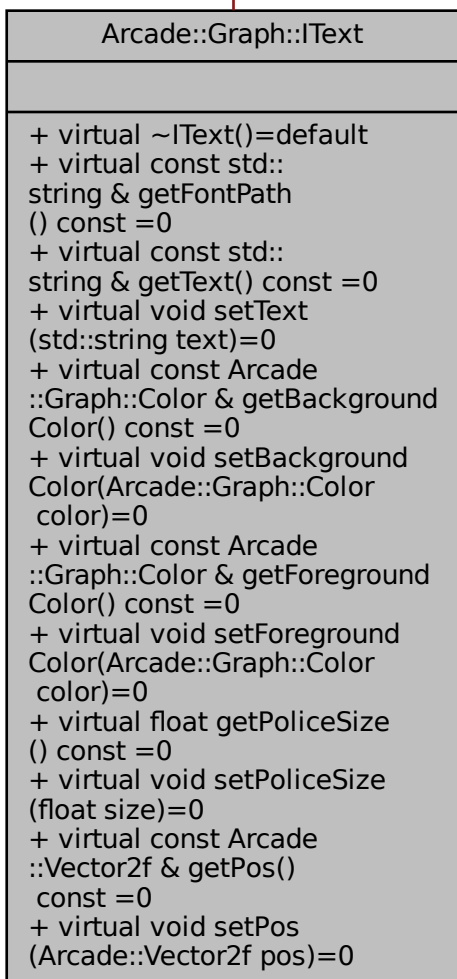 Arcade::Graph::IText
+ virtual ~IText()=default
+ virtual const std::
string & getFontPath
() const =0
+ virtual const std::
string & getText() const =0
+ virtual void setText
(std::string text)=0
+ virtual const Arcade
::Graph::Color & getBackground
Color() const =0
+ virtual void setBackground
Color(Arcade::Graph::Color
 color)=0
+ virtual const Arcade
::Graph::Color & getForeground
Color() const =0
+ virtual void setForeground
Color(Arcade::Graph::Color
 color)=0
+ virtual float getPoliceSize
() const =0
+ virtual void setPoliceSize
(float size)=0
+ virtual const Arcade
::Vector2f & getPos()
 const =0
+ virtual void setPos
(Arcade::Vector2f pos)=0